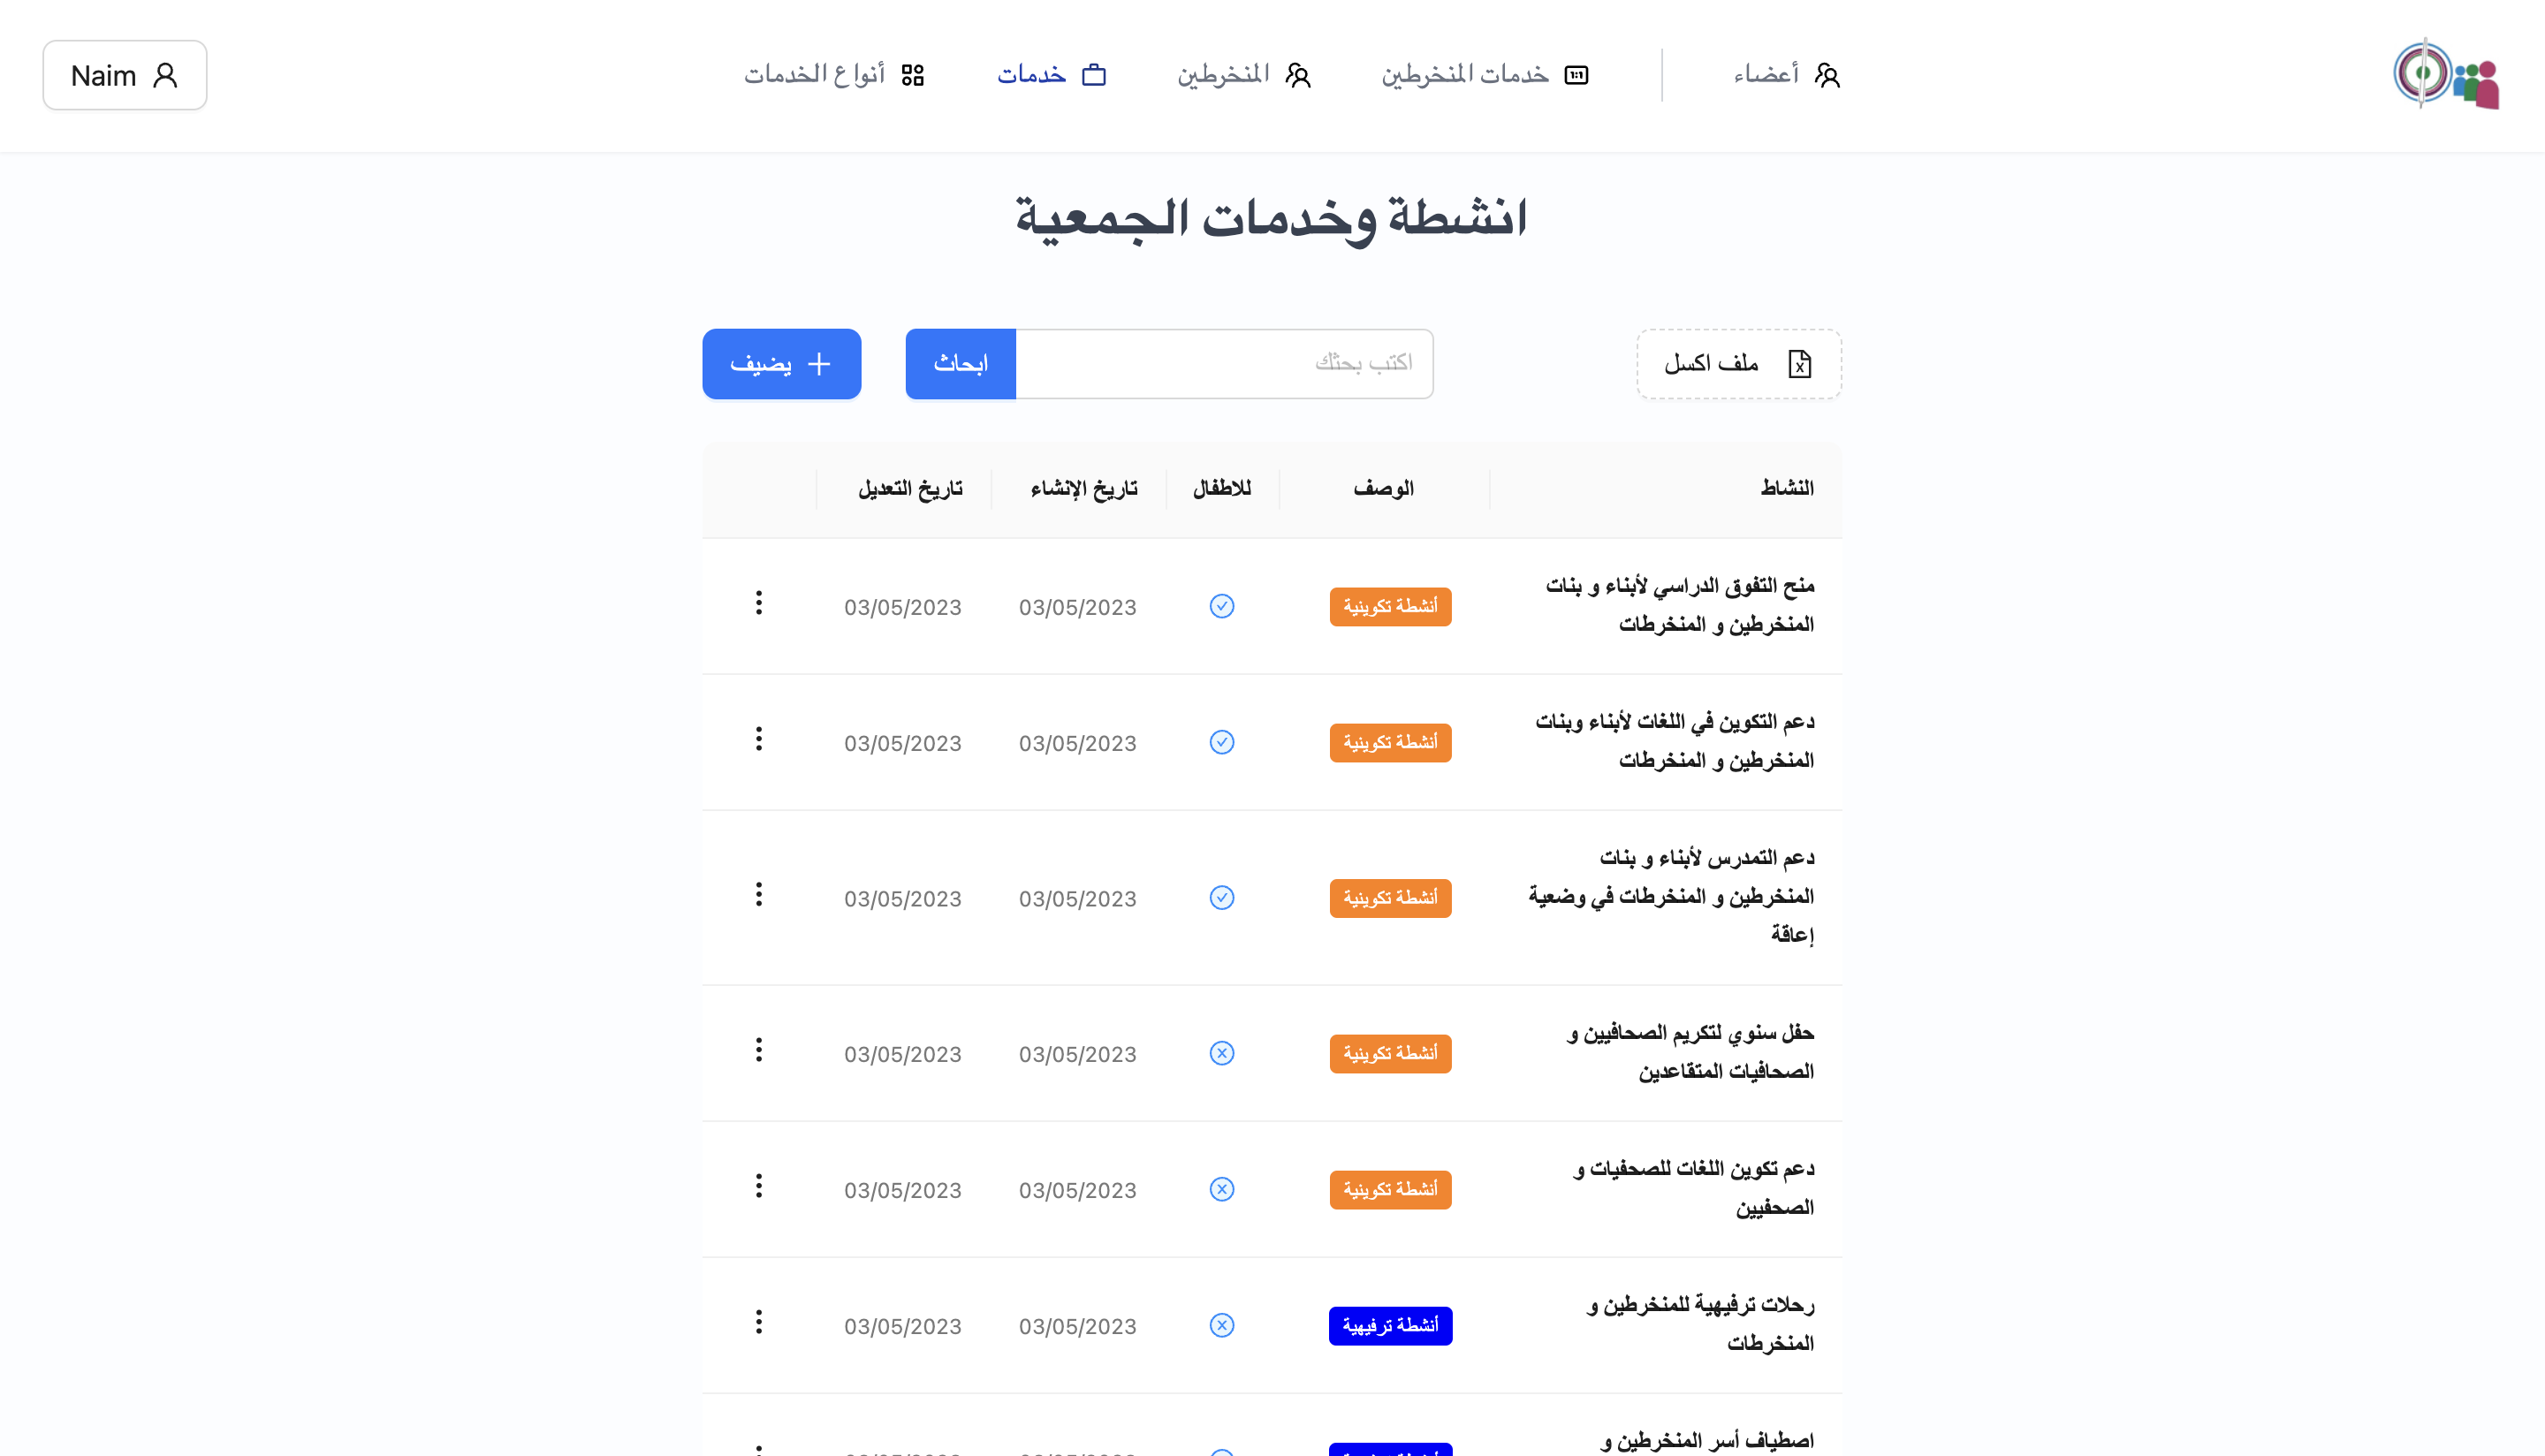 أعضاء
خدمات المنخرطين
المنخرطين
خدمات
أنواع الخدمات
Naim
انشطة وخدمات الجمعية
ملف اكسل
اكتب بحثك
ابحاث
يضيف
النشاط الوصف للاطفال تاريخ الإنشاء تاريخ التعديل
منح التفوق الدراسي لأبناء و بنات
المنخرطين و المنخرطات
أنشطة تكوينية
03/05/2023
03/05/2023
دعم التكوين في اللغات لأبناء وبنات
المنخرطين و المنخرطات
أنشطة تكوينية
03/05/2023
03/05/2023
دعم التمدرس لأبناء و بنات
المنخرطين و المنخرطات في وضعية
إعاقة
أنشطة تكوينية
03/05/2023
03/05/2023
حفل سنوي لتكريم الصحافيين و
الصحافيات المتقاعدين
أنشطة تكوينية
03/05/2023
03/05/2023
دعم تكوين اللغات للصحفيات و
الصحفيين
أنشطة تكوينية
03/05/2023
03/05/2023
رحلات ترفيهية للمنخرطين و
المنخرطات
أنشطة ترفيهية
03/05/2023
03/05/2023
اصطياف أسر المنخرطين و